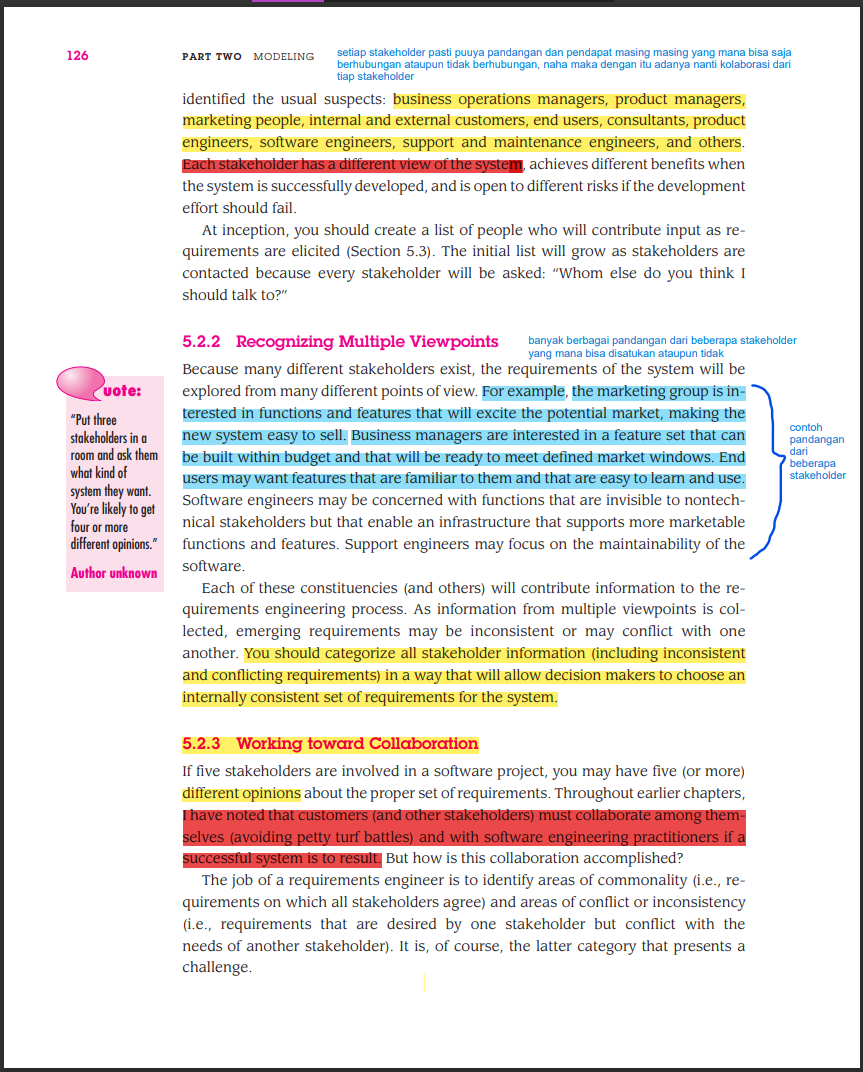 126
PART TWO MODELING
setiap stakeholder pasti puuya pandangan dan pendapat masing masing yang mana bisa saja
berhubungan ataupun tidak berhubungan, naha maka dengan itu adanya nanti kolaborasi dari
tiap stakeholder
identified the usual suspects: business operations managers, product managers,
marketing people, internal and external customers, end users, consultants, product
engineers, software engineers, support and maintenance engineers, and others.
Each stakeholder has a different view of the system, achieves different benefits when
the system is successfully developed, and is open to different risks if the development
effort should fail.
At inception, you should create a list of people who will contribute input as re-
quirements are elicited (Section 5.3). The initial list will grow as stakeholders are
contacted because every stakeholder will be asked: “Whom else do you think I
should talk to?”
5.2.2 Recognizing Multiple Viewpoints
banyak berbagai pandangan dari beberapa stakeholder
yang mana bisa disatukan ataupun tidak
Because many different stakeholders exist, the requirements of the system will be
explored from many different points of view. For example, the marketing group is in-
terested in functions and features that will excite the potential market, making the
new system easy to sell. Business managers are interested in a feature set that can
be built within budget and that will be ready to meet defined market windows. End
users may want features that are familiar to them and that are easy to learn and use.
Software engineers may be concerned with functions that are invisible to nontech-
nical stakeholders but that enable an infrastructure that supports more marketable
functions and features. Support engineers may focus on the maintainability of the
software.
contoh
pandangan
dari
beberapa
stakeholder
uote:
“Put three
stakeholders in a
room and ask them
what kind of
system they want.
You’re likely to get
four or more
different opinions.”
Author unknown
Each of these constituencies (and others) will contribute information to the re-
quirements engineering process. As information from multiple viewpoints is col-
lected, emerging requirements may be inconsistent or may conflict with one
another. You should categorize all stakeholder information (including inconsistent
and conflicting requirements) in a way that will allow decision makers to choose an
internally consistent set of requirements for the system.
5.2.3 Working toward Collaboration
If five stakeholders are involved in a software project, you may have five (or more)
different opinions about the proper set of requirements. Throughout earlier chapters,
I have noted that customers (and other stakeholders) must collaborate among them-
selves (avoiding petty turf battles) and with software engineering practitioners if a
successful system is to result. But how is this collaboration accomplished?
The job of a requirements engineer is to identify areas of commonality (i.e., re-
quirements on which all stakeholders agree) and areas of conflict or inconsistency
(i.e., requirements that are desired by one stakeholder but conflict with the
needs of another stakeholder). It is, of course, the latter category that presents a
challenge.